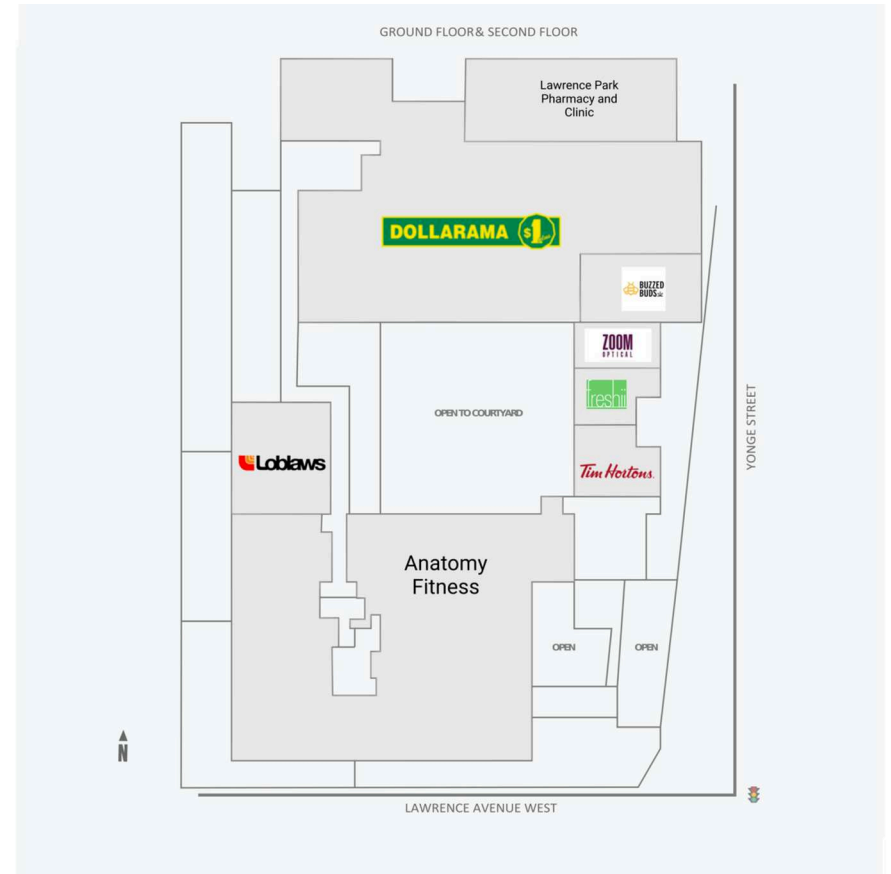 GROUND FLOOR& SECOND FLOOR
Lawrence Park
Pharmacy and
Clinic
DOLLARAMA $1
BUZZED
BUDS
ZOOM
OPTICAL
freshii
OPEN TO COURTYARD
YONGE STREET
Loblaws
Tim Hortons.
Anatomy
Fitness
OPEN
OPEN
N
LAWRENCE AVENUE WEST